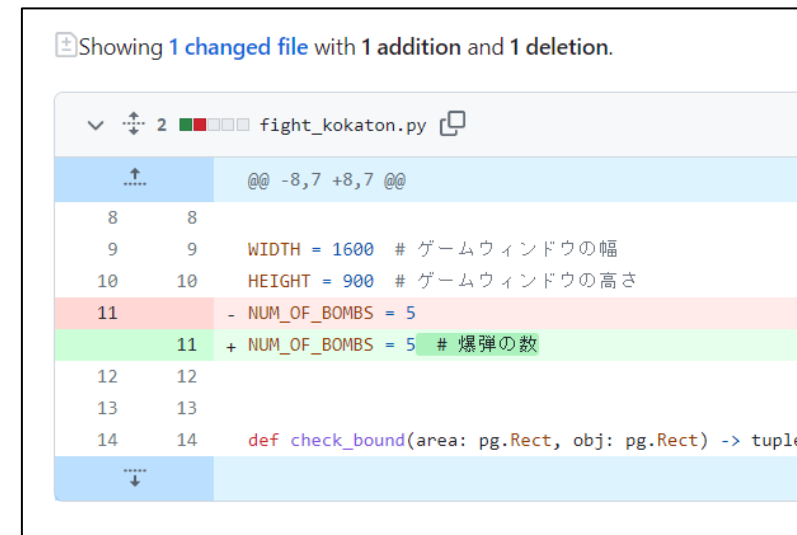 Showing 1 changed file with 1 addition and 1 deletion.
2 fight_kokaton.py
@@ -8,7 +8,7 @@
8 8
9 9 WIDTH = 1600 # ゲームウィンドウの幅
10 10 HEIGHT = 900 # ゲームウィンドウの高さ
11 - NUM_OF_BOMBS = 5
11 + NUM_OF_BOMBS = 5 # 爆弾の数
12 12
13 13
14 14 def check_bound(area: pg.Rect, obj: pg.Rect) -> tuple